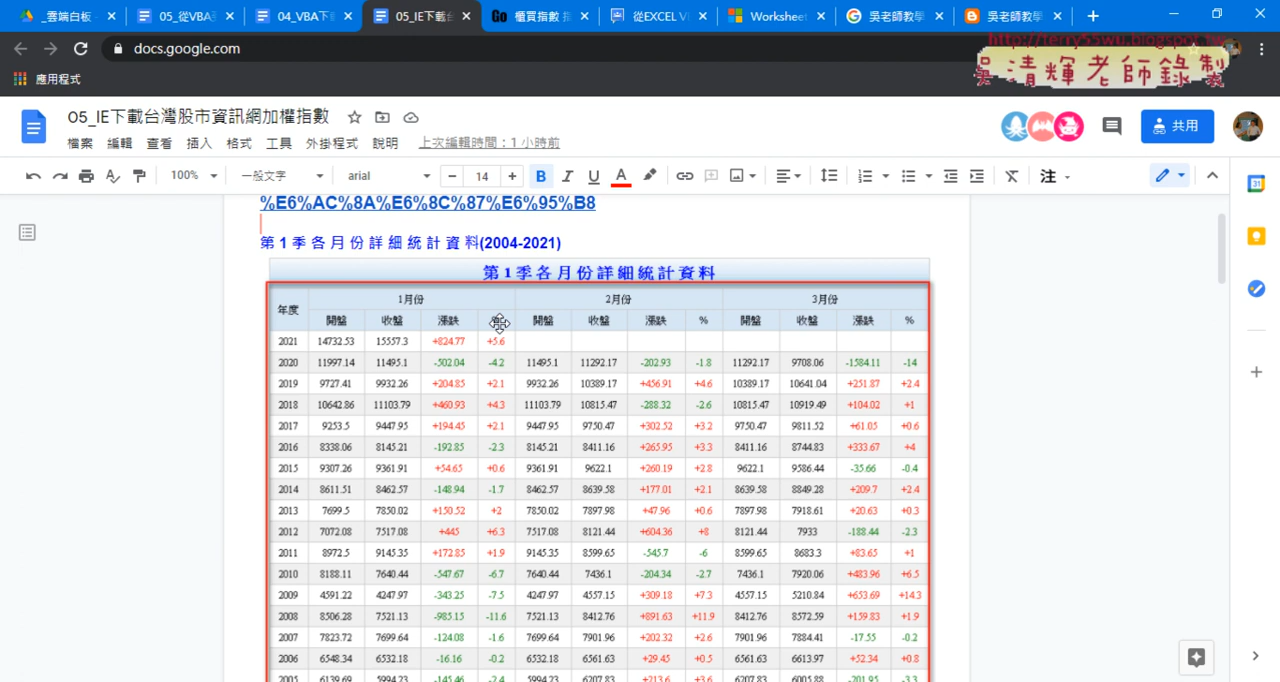 _雲端白板
05_從VBA
04_VBA下
05_IE下載台
櫃買指數
從EXCEL V
Worksheet
吳老師教學
吳老師教學
docs.google.com
http://terry55wu.blogspot.tw
吳清輝老師錄製
應用程式
05_IE下載台灣股市資訊網加權指數
檔案 編輯 查看 插入 格式 工具 外掛程式 說明 上次編輯時間：1 小時前
共用
100% 一般文字 arial 14 B I U A 注
%E6%AC%8A%E6%8C%87%E6%95%B8
第1季各月份詳細統計資料(2004-2021)
第1季各月份詳細統計資料
年度 1月份 2月份 3月份
開盤 收盤 漲跌 開盤 收盤 漲跌 % 開盤 收盤 漲跌 %
2021 14732.53 15557.3 +824.77 +5.6
2020 11997.14 11495.1 -502.04 -4.2 11495.1 11292.17 -202.93 -1.8 11292.17 9708.06 -1584.11 -14
2019 9727.41 9932.26 +204.85 +2.1 9932.26 10389.17 +456.91 +4.6 10389.17 10641.04 +251.87 +2.4
2018 10642.86 11103.79 +460.93 +4.3 11103.79 10815.47 -288.32 -2.6 10815.47 10919.49 +104.02 +1
2017 9253.5 9447.95 +194.45 +2.1 9447.95 9750.47 +302.52 +3.2 9750.47 9811.52 +61.05 +0.6
2016 8338.06 8145.21 -192.85 -2.3 8145.21 8411.16 +265.95 +3.3 8411.16 8744.83 +333.67 +4
2015 9307.26 9361.91 +54.65 +0.6 9361.91 9622.1 +260.19 +2.8 9622.1 9586.44 -35.66 -0.4
2014 8611.51 8462.57 -148.94 -1.7 8462.57 8639.58 +177.01 +2.1 8639.58 8849.28 +209.7 +2.4
2013 7699.5 7850.02 +150.52 +2 7850.02 7897.98 +47.96 +0.6 7897.98 7918.61 +20.63 +0.3
2012 7072.08 7517.08 +445 +6.3 7517.08 8121.44 +604.36 +8 8121.44 7933 -188.44 -2.3
2011 8972.5 9145.35 +172.85 +1.9 9145.35 8599.65 -545.7 -6 8599.65 8683.3 +83.65 +1
2010 8188.11 7640.44 -547.67 -6.7 7640.44 7436.1 -204.34 -2.7 7436.1 7920.06 +483.96 +6.5
2009 4591.22 4247.97 -343.25 -7.5 4247.97 4557.15 +309.18 +7.3 4557.15 5210.84 +653.69 +14.3
2008 8506.28 7521.13 -985.15 -11.6 7521.13 8412.76 +891.63 +11.9 8412.76 8572.59 +159.83 +1.9
2007 7823.72 7699.64 -124.08 -1.6 7699.64 7901.96 +202.32 +2.6 7901.96 7884.41 -17.55 -0.2
2006 6548.34 6532.18 -16.16 -0.2 6532.18 6561.63 +29.45 +0.5 6561.63 6613.97 +52.34 +0.8
2005 6139.69 5994.23 -145.46 -2.4 5994.23 6207.83 +213.6 +3.6 6207.83 6005.88 -201.95 -3.3